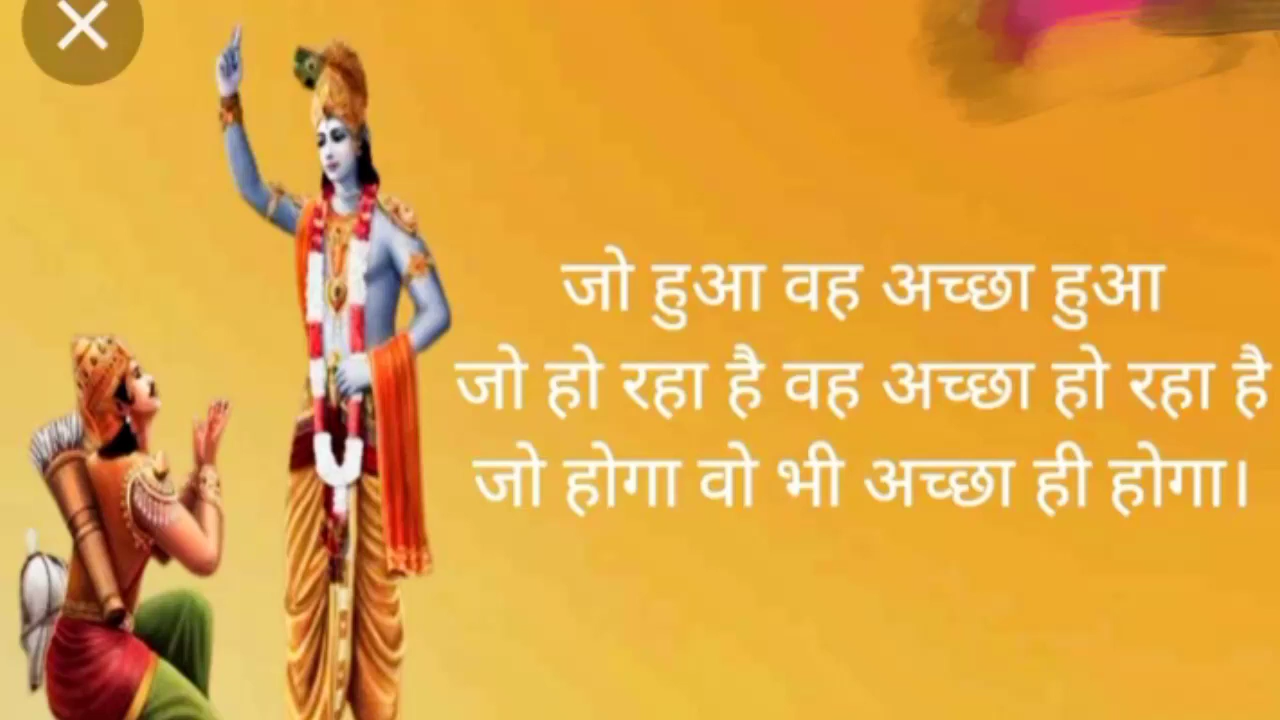 जो हुआ वह अच्छा हुआ
जो हो रहा है वह अच्छा हो रहा है
जो होगा वो भी अच्छा ही होगा।